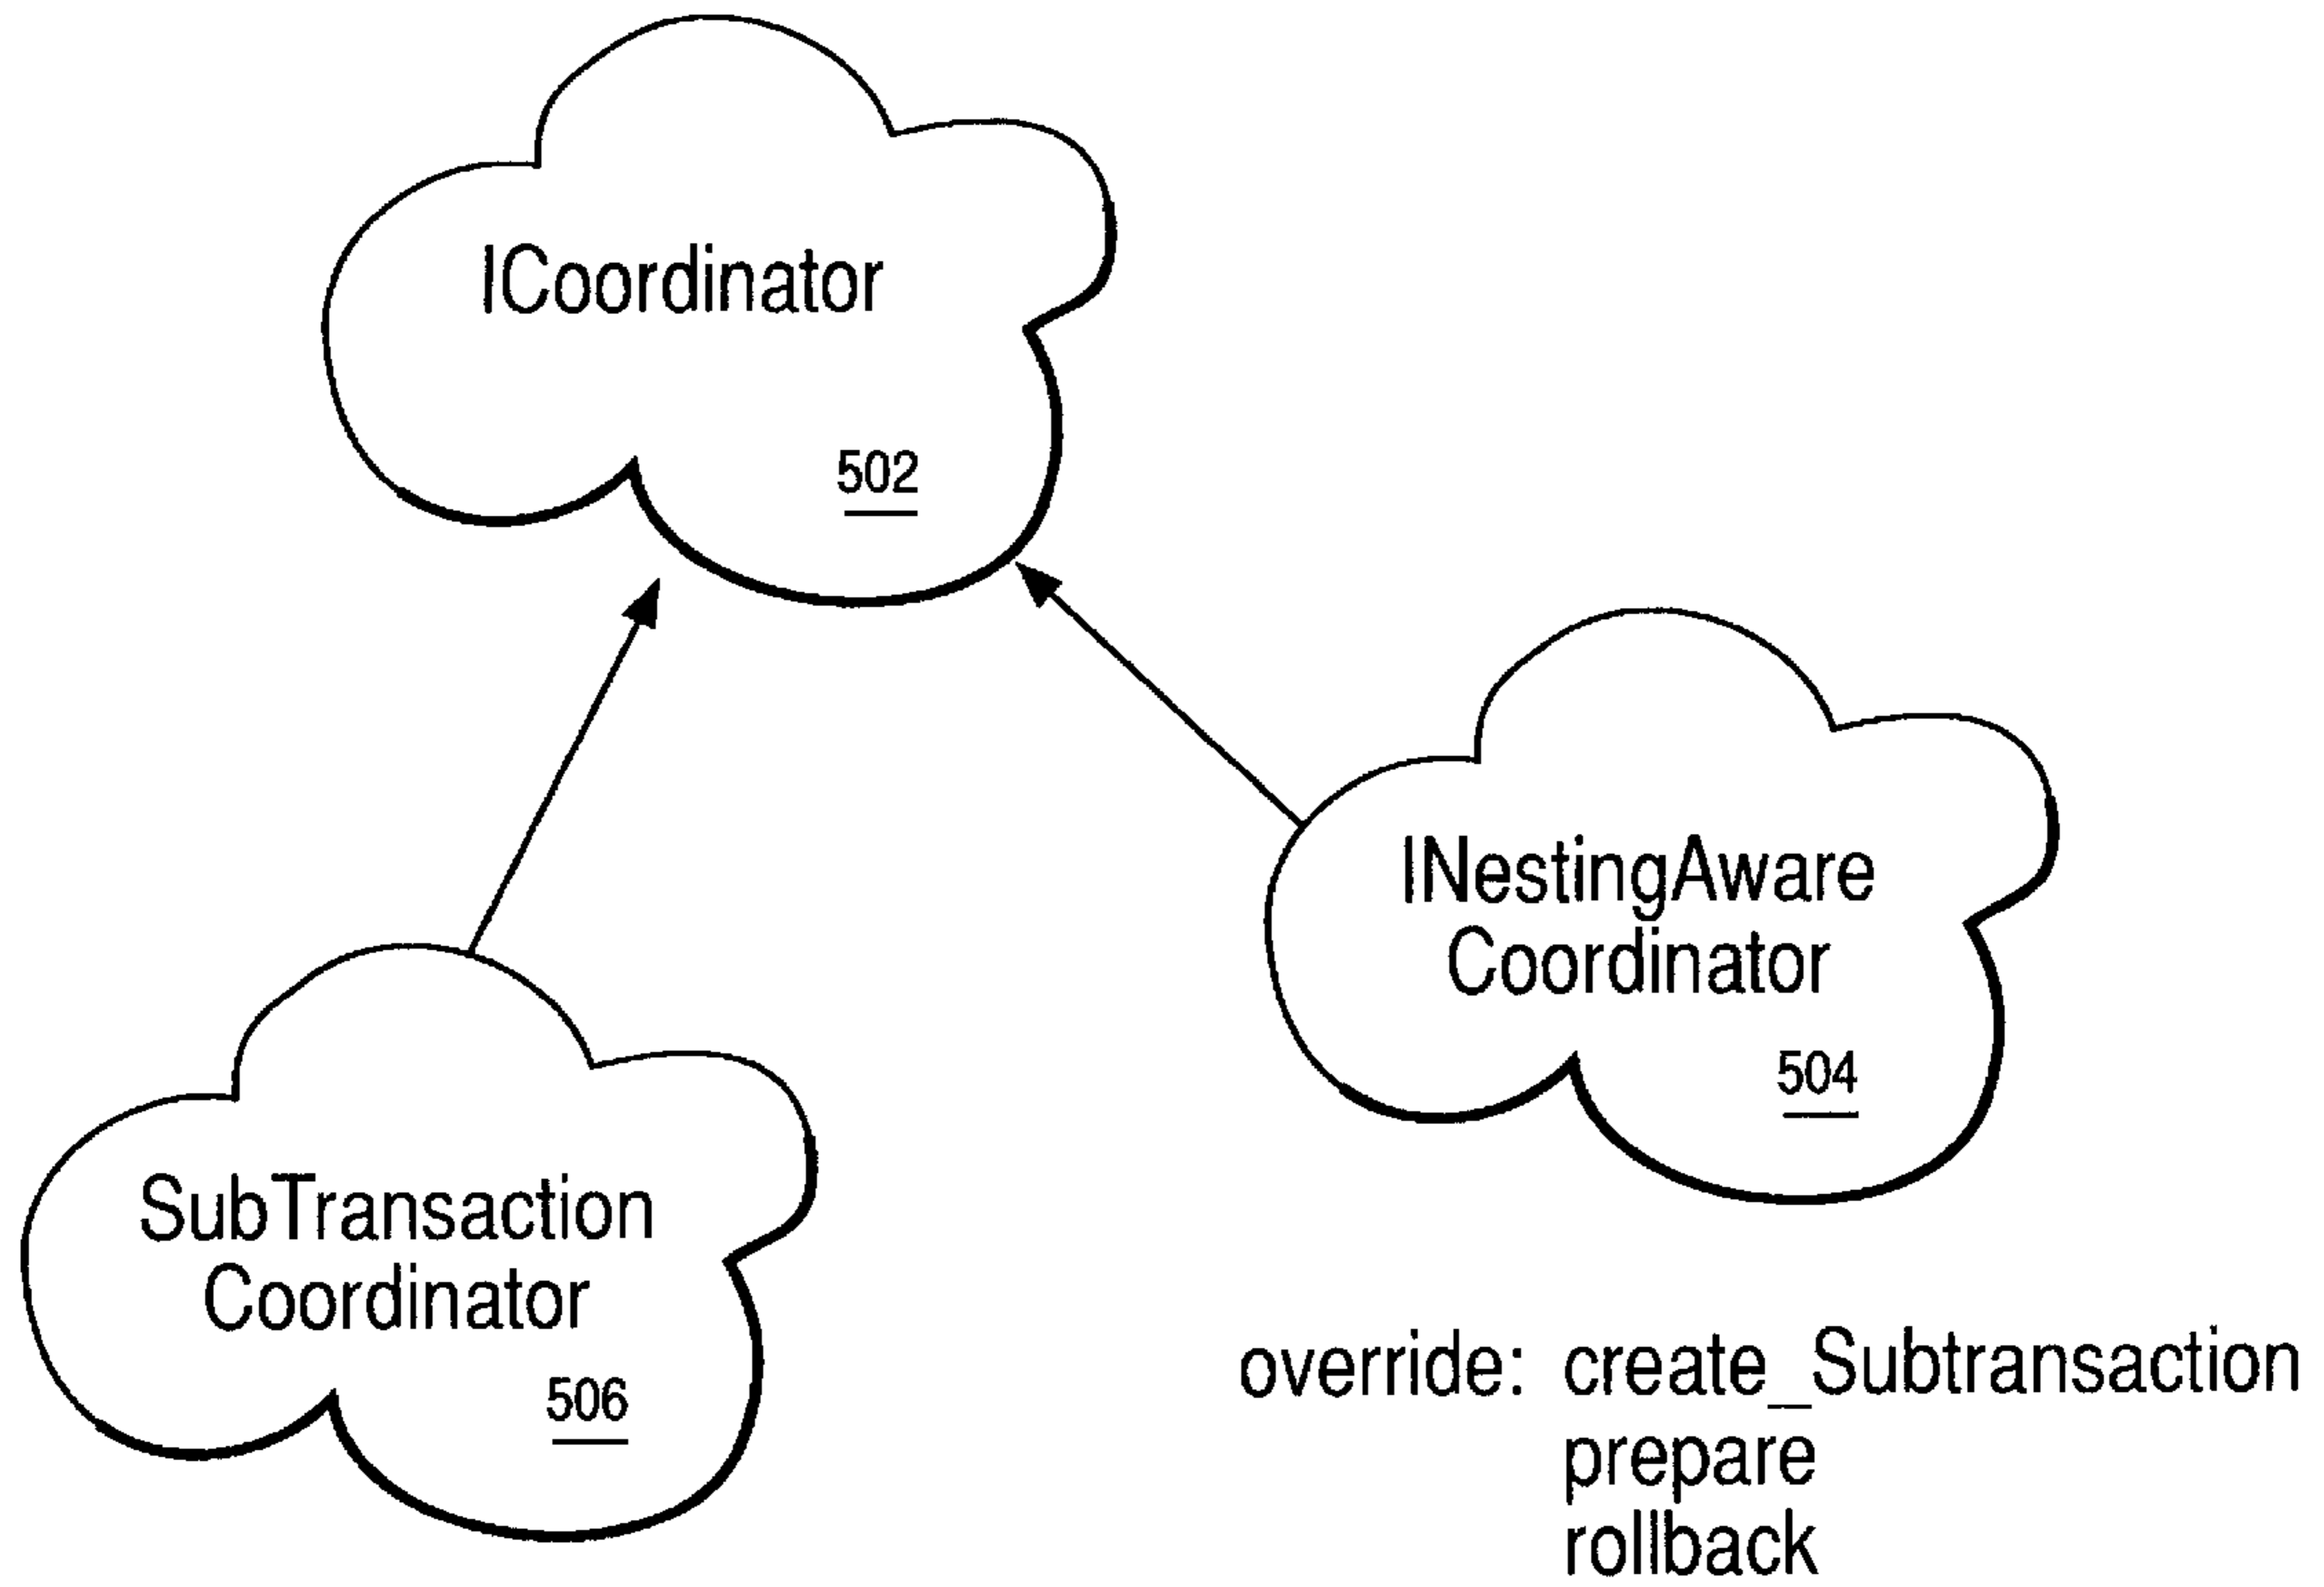 ICoordinator
502
INestingAware
Coordinator
504
SubTransaction
Coordinator
506
override: create_Subtransaction
prepare
rollback